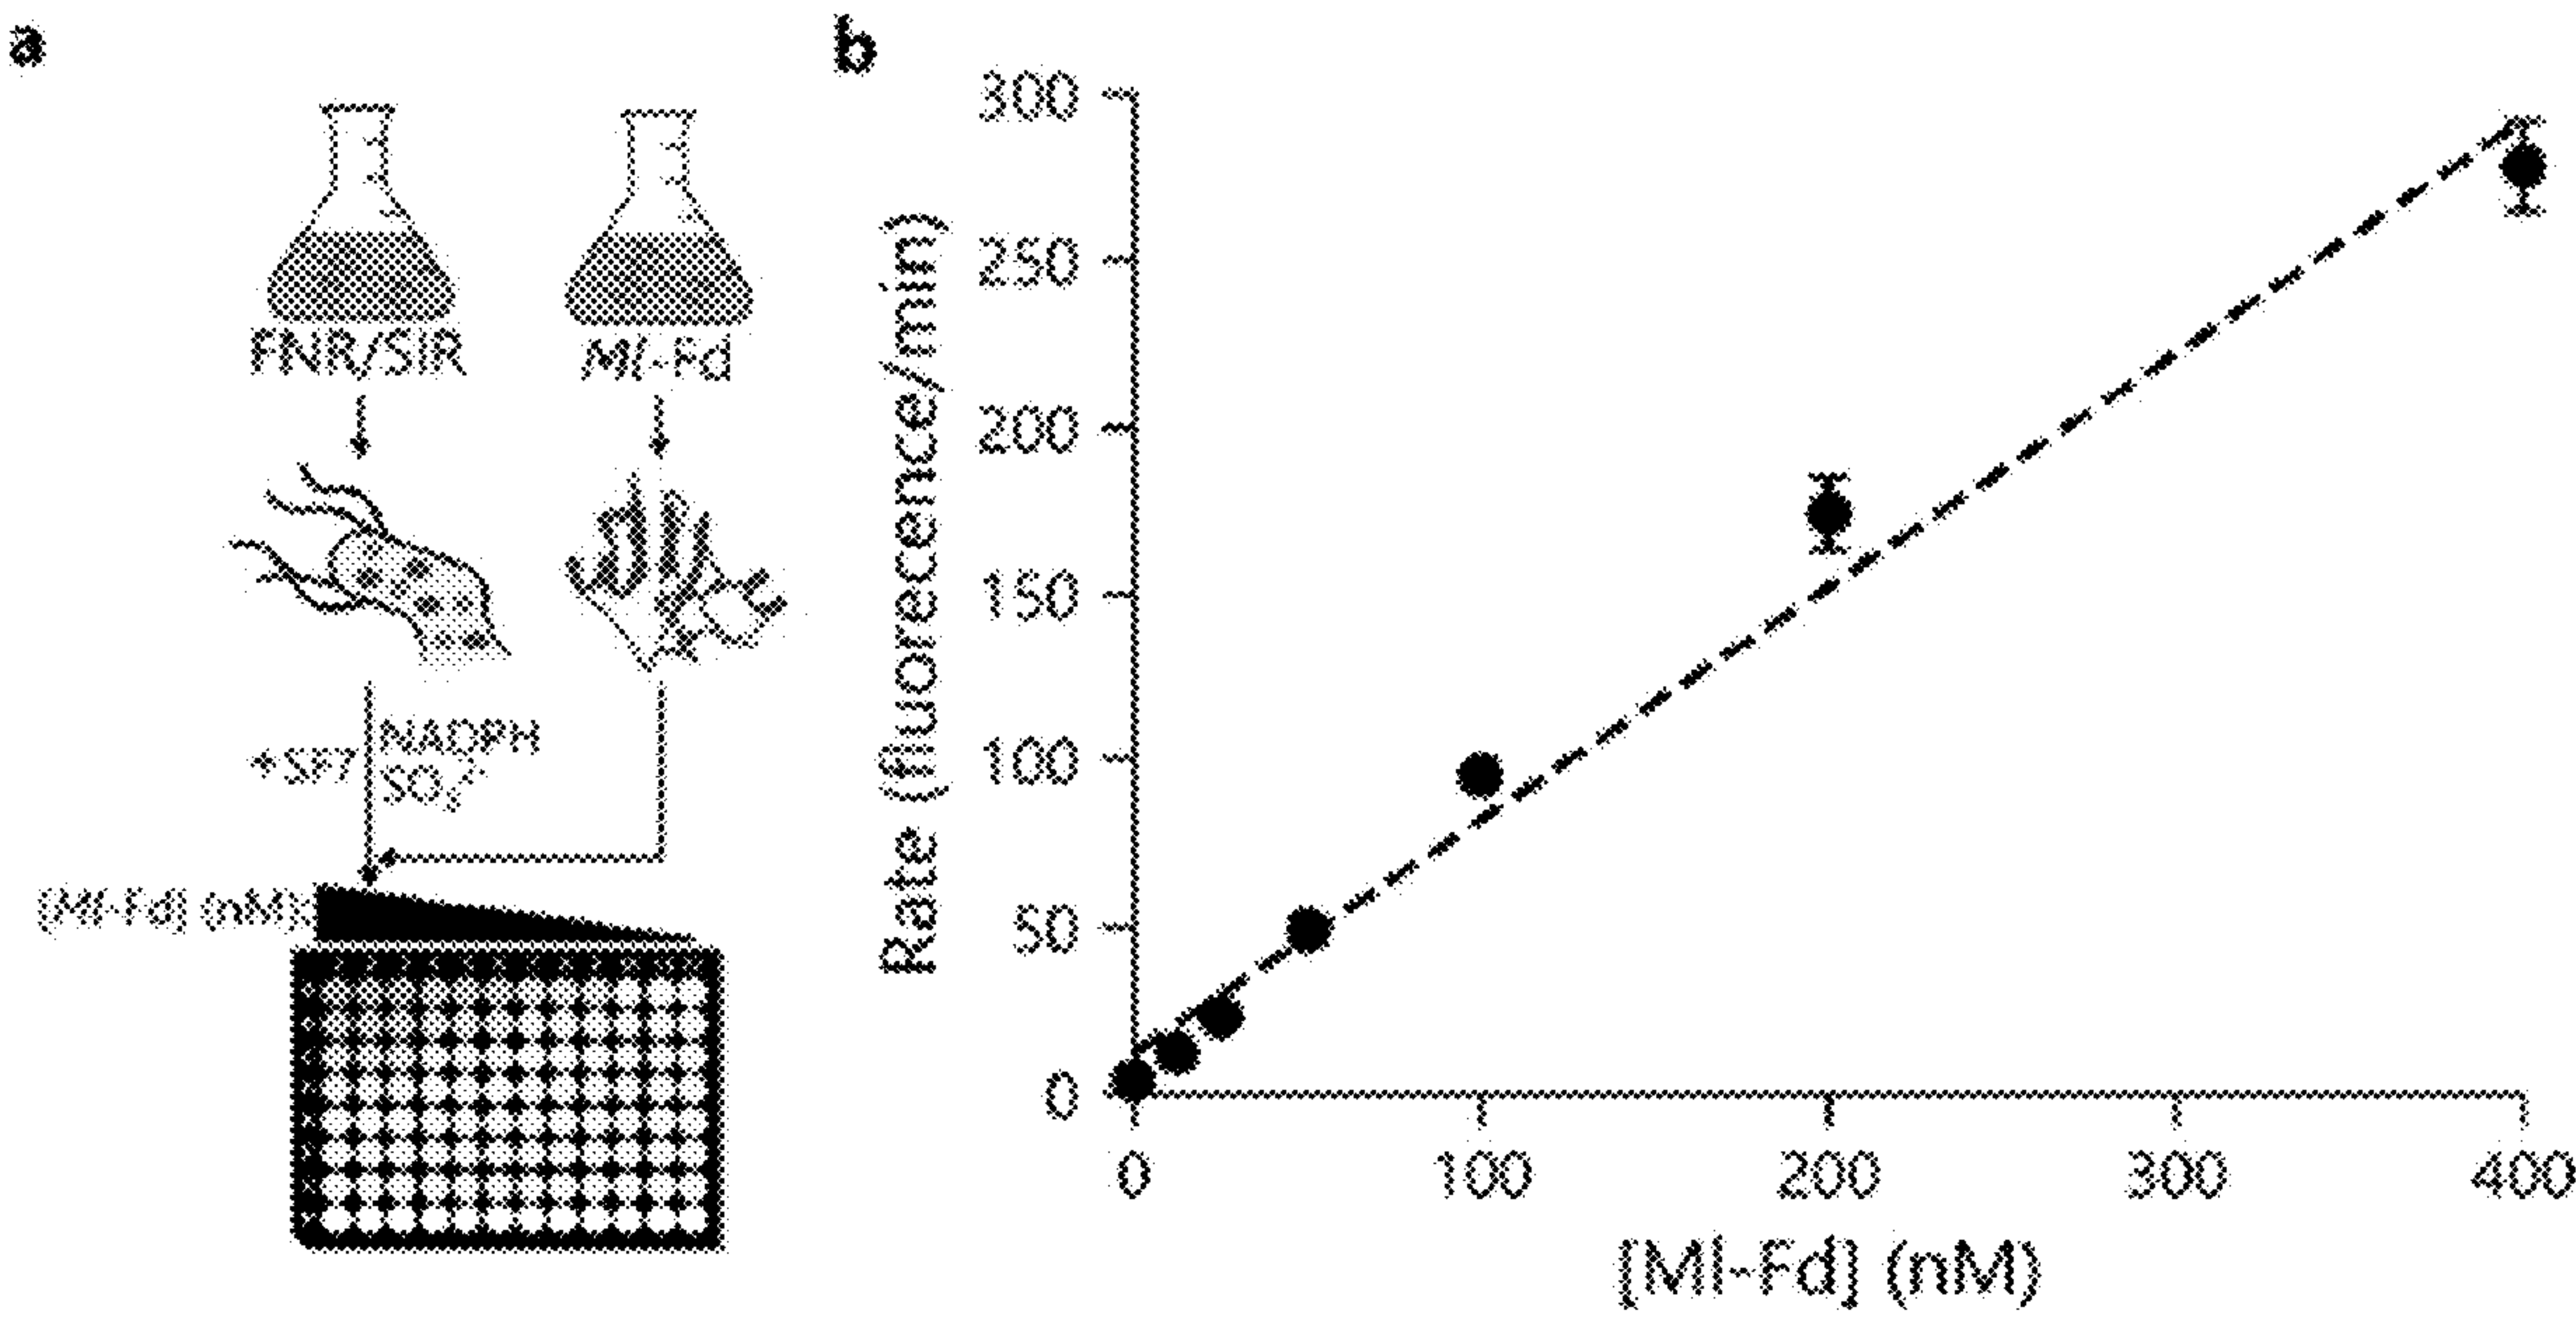 a
FNR/SIR
Ml-Fd
+SF7
NADPH
SO₃²⁻
[Ml-Fd] (nM):
b
Rate (fluorecence/min)
300
250
200
150
100
50
0
0 100 200 300 400
[Ml-Fd] (nM)